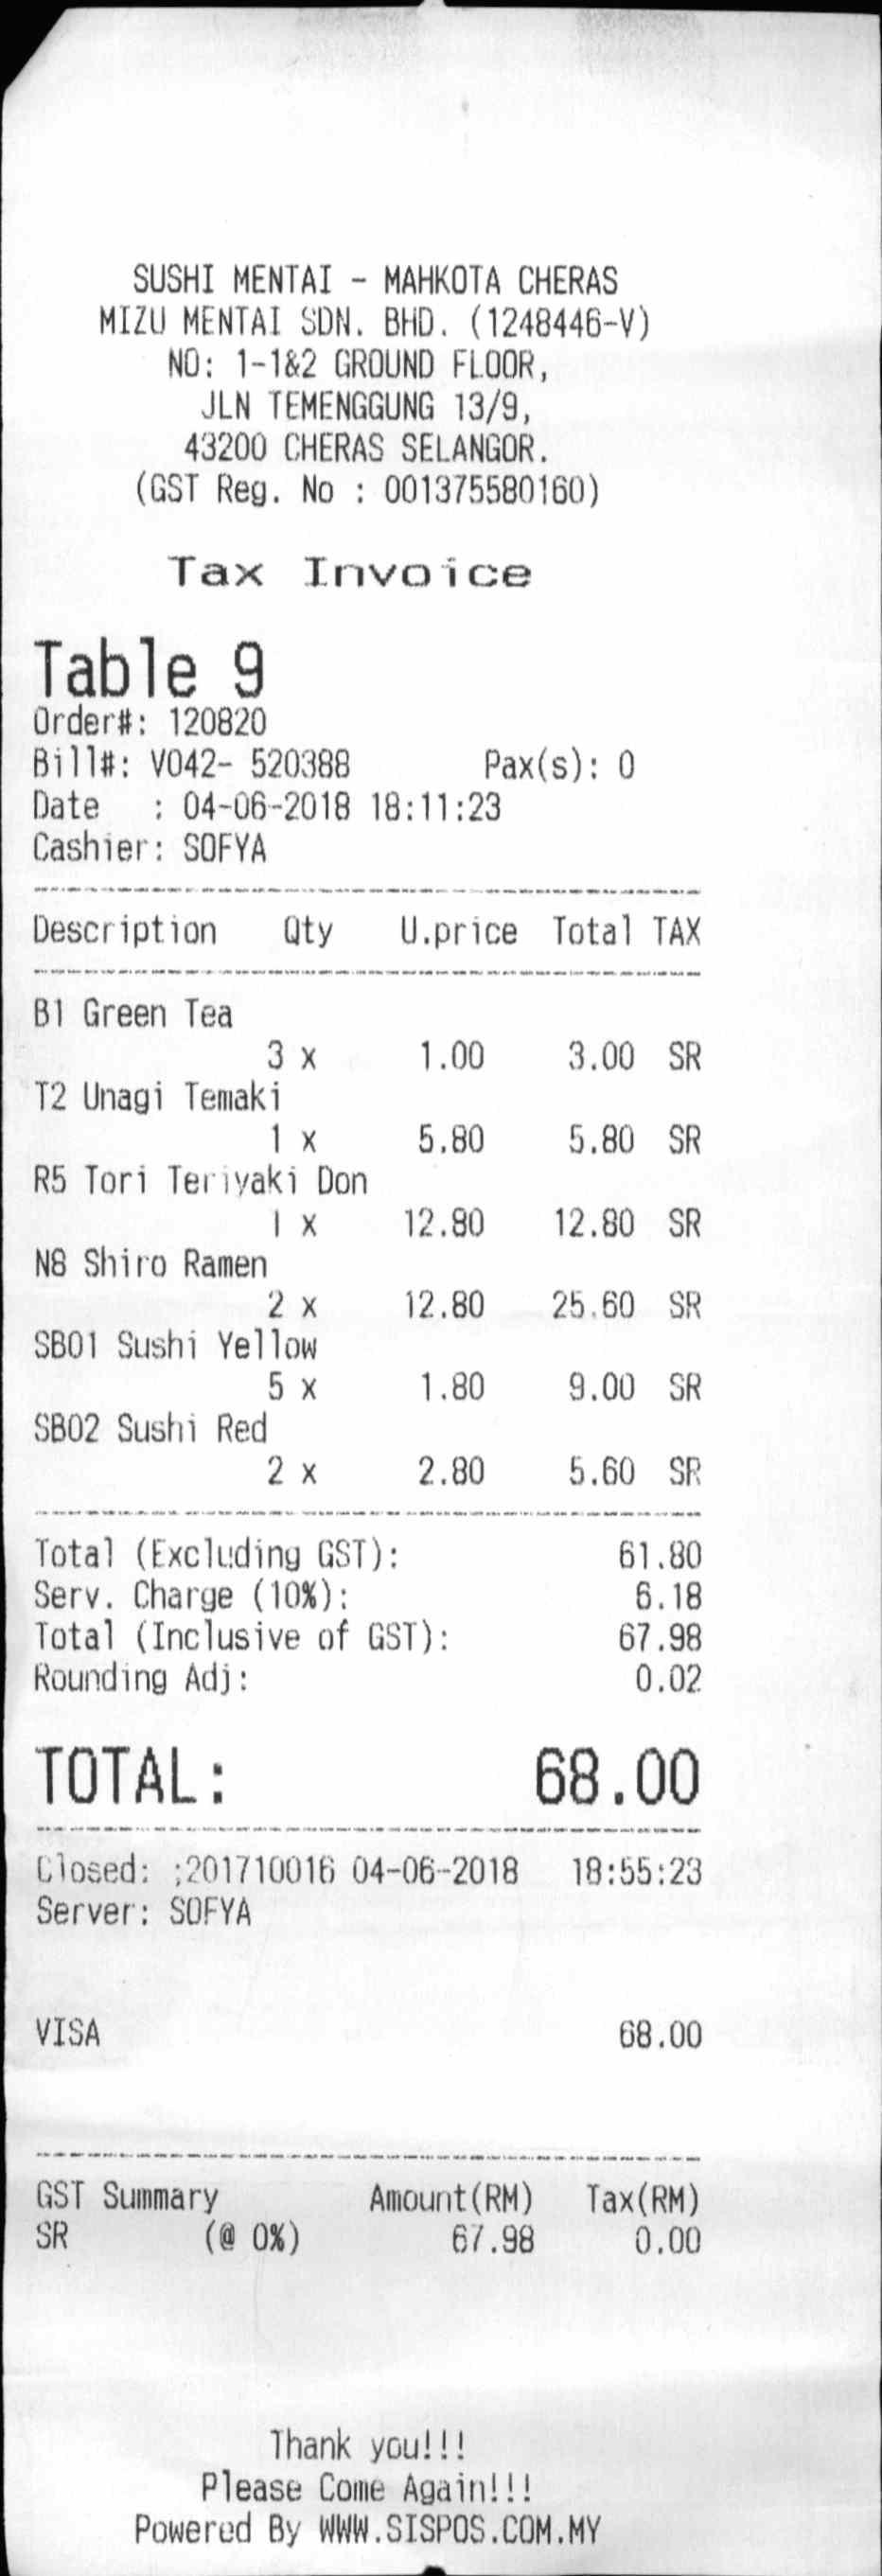 SUSHI MENTAI - MAHKOTA CHERAS
MIZU MENTAI SDN. BHD. (1248446-V)
NO: 1-1&2 GROUND FLOOR,
JLN TEMENGGUNG 13/9,
43200 CHERAS SELANGOR.
(GST Reg. No : 001375580160)
Tax Invoice
Table 9
Order#: 120820
Bill#: V042- 520388 Pax(s): 0
Date : 04-06-2018 18:11:23
Cashier: SOFYA
Description Qty U.price Total TAX
B1 Green Tea
3 x 1.00 3.00 SR
T2 Unagi Temaki
1 x 5.80 5.80 SR
R5 Tori Teriyaki Don
1 x 12.80 12.80 SR
N8 Shiro Ramen
2 x 12.80 25.60 SR
SB01 Sushi Yellow
5 x 1.80 9.00 SR
SB02 Sushi Red
2 x 2.80 5.60 SR
Total (Excluding GST): 61.80
Serv. Charge (10%): 6.18
Total (Inclusive of GST): 67.98
Rounding Adj: 0.02
TOTAL: 68.00
Closed: ;201710016 04-06-2018 18:55:23
Server: SOFYA
VISA 68.00
GST Summary Amount(RM) Tax(RM)
SR (@ 0%) 67.98 0.00
Thank you!!!
Please Come Again!!!
Powered By WWW.SISPOS.COM.MY